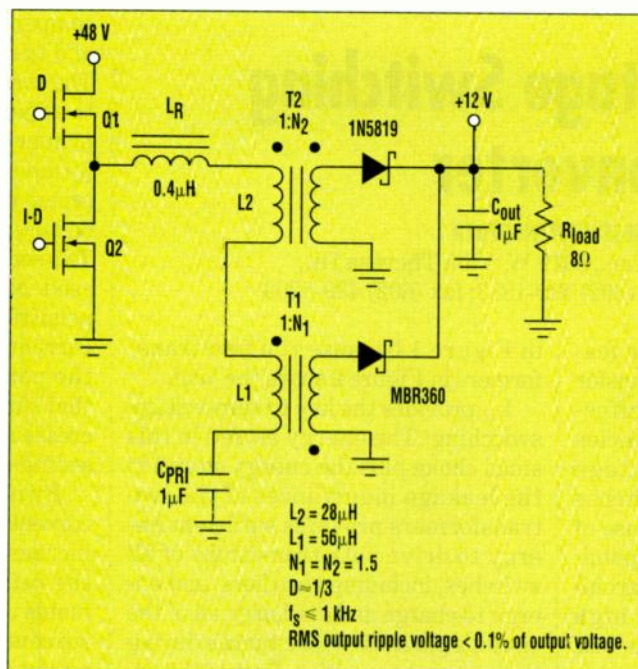 +48 V
D
Q1
LR
0.4µH
I-D
Q2
T2
1:N2
L2
1N5819
+12 V
Cout
1µF
Rload
8Ω
T1
1:N1
L1
MBR360
CPRI
1µF
L2 = 28µH
L1 = 56µH
N1 = N2 = 1.5
D≈1/3
fs ≤ 1 kHz
RMS output ripple voltage < 0.1% of output voltage.